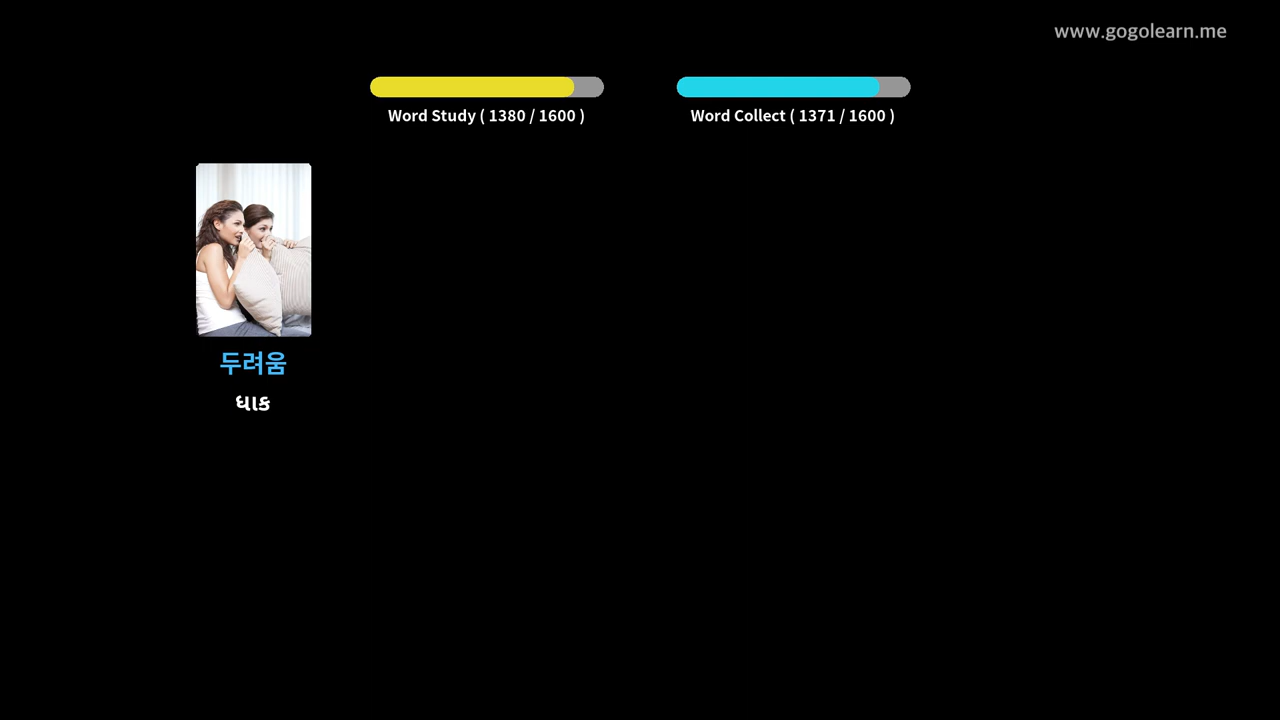 www.gogolearn.me
Word Study ( 1380 / 1600 )
Word Collect ( 1371 / 1600 )
두려움
ધાક